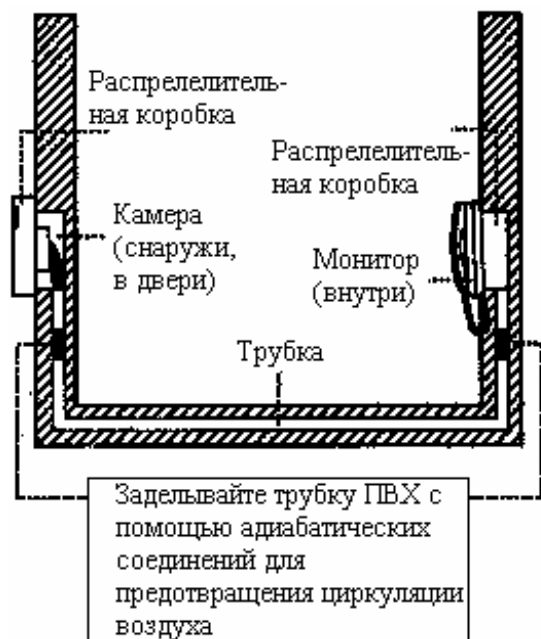 Распрелелитель-
ная коробка
Распрелелитель-
ная коробка
Камера
(снаружи,
в двери)
Монитор
(внутри)
Трубка
Заделывайте трубку ПВХ с
помощью адиабатических
соединений для
предотвращения циркуляции
воздуха